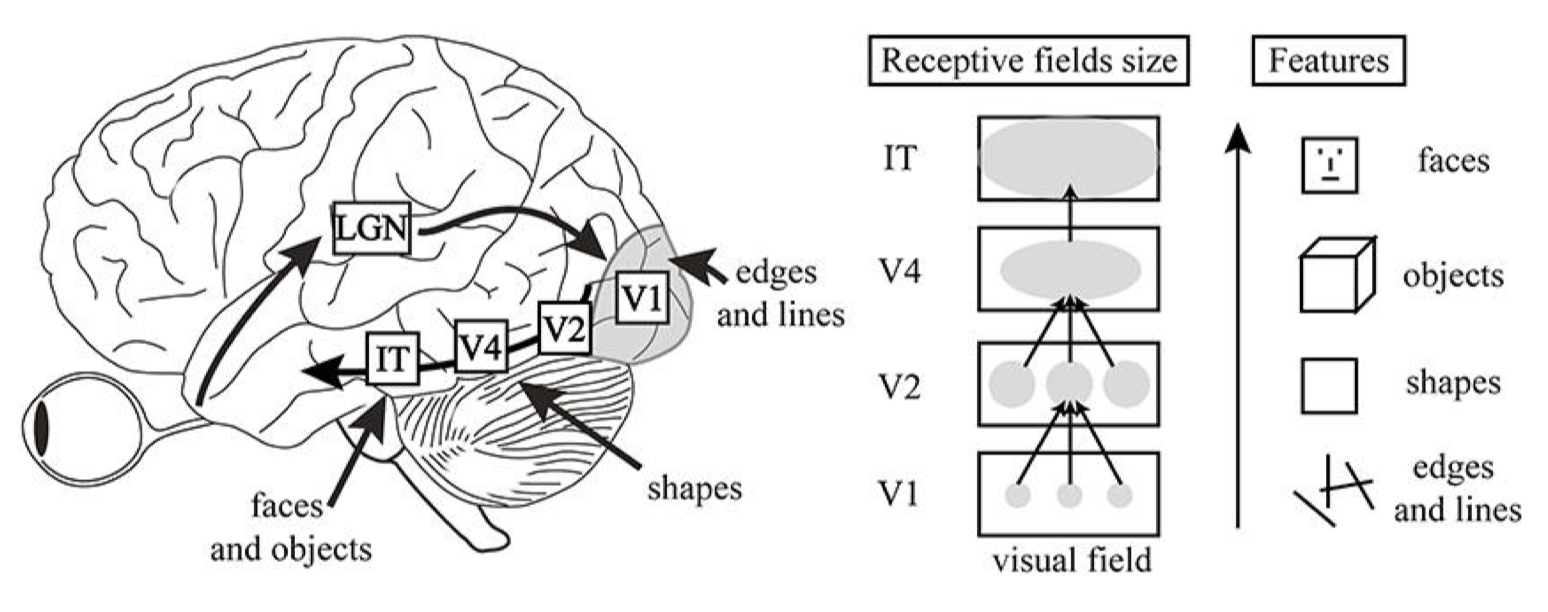 LGN
V1
V2
V4
IT
edges
and lines
shapes
faces
and objects
Receptive fields size
IT
V4
V2
V1
visual field
Features
faces
objects
shapes
edges
and lines